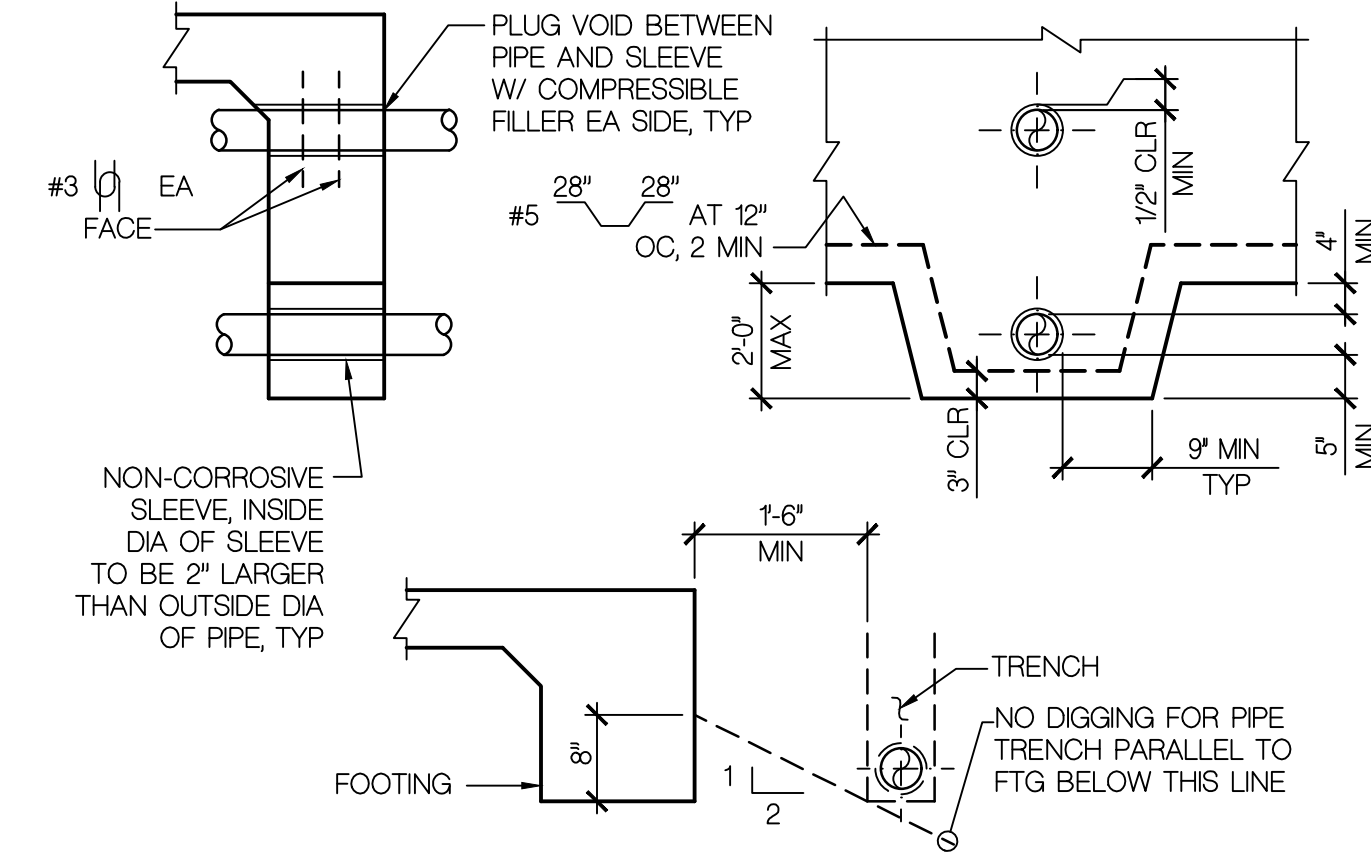 PLUG VOID BETWEEN
PIPE AND SLEEVE
W/ COMPRESSIBLE
FILLER EA SIDE, TYP
#3 EA
FACE
28" 28"
#5 AT 12"
OC, 2 MIN
1/2" CLR
MIN
4"
MIN
2'-0"
MAX
3" CLR
9" MIN
TYP
5"
MIN
NON-CORROSIVE
SLEEVE, INSIDE
DIA OF SLEEVE
TO BE 2" LARGER
THAN OUTSIDE DIA
OF PIPE, TYP
1'-6"
MIN
TRENCH
NO DIGGING FOR PIPE
TRENCH PARALLEL TO
FTG BELOW THIS LINE
8"
FOOTING
1
2